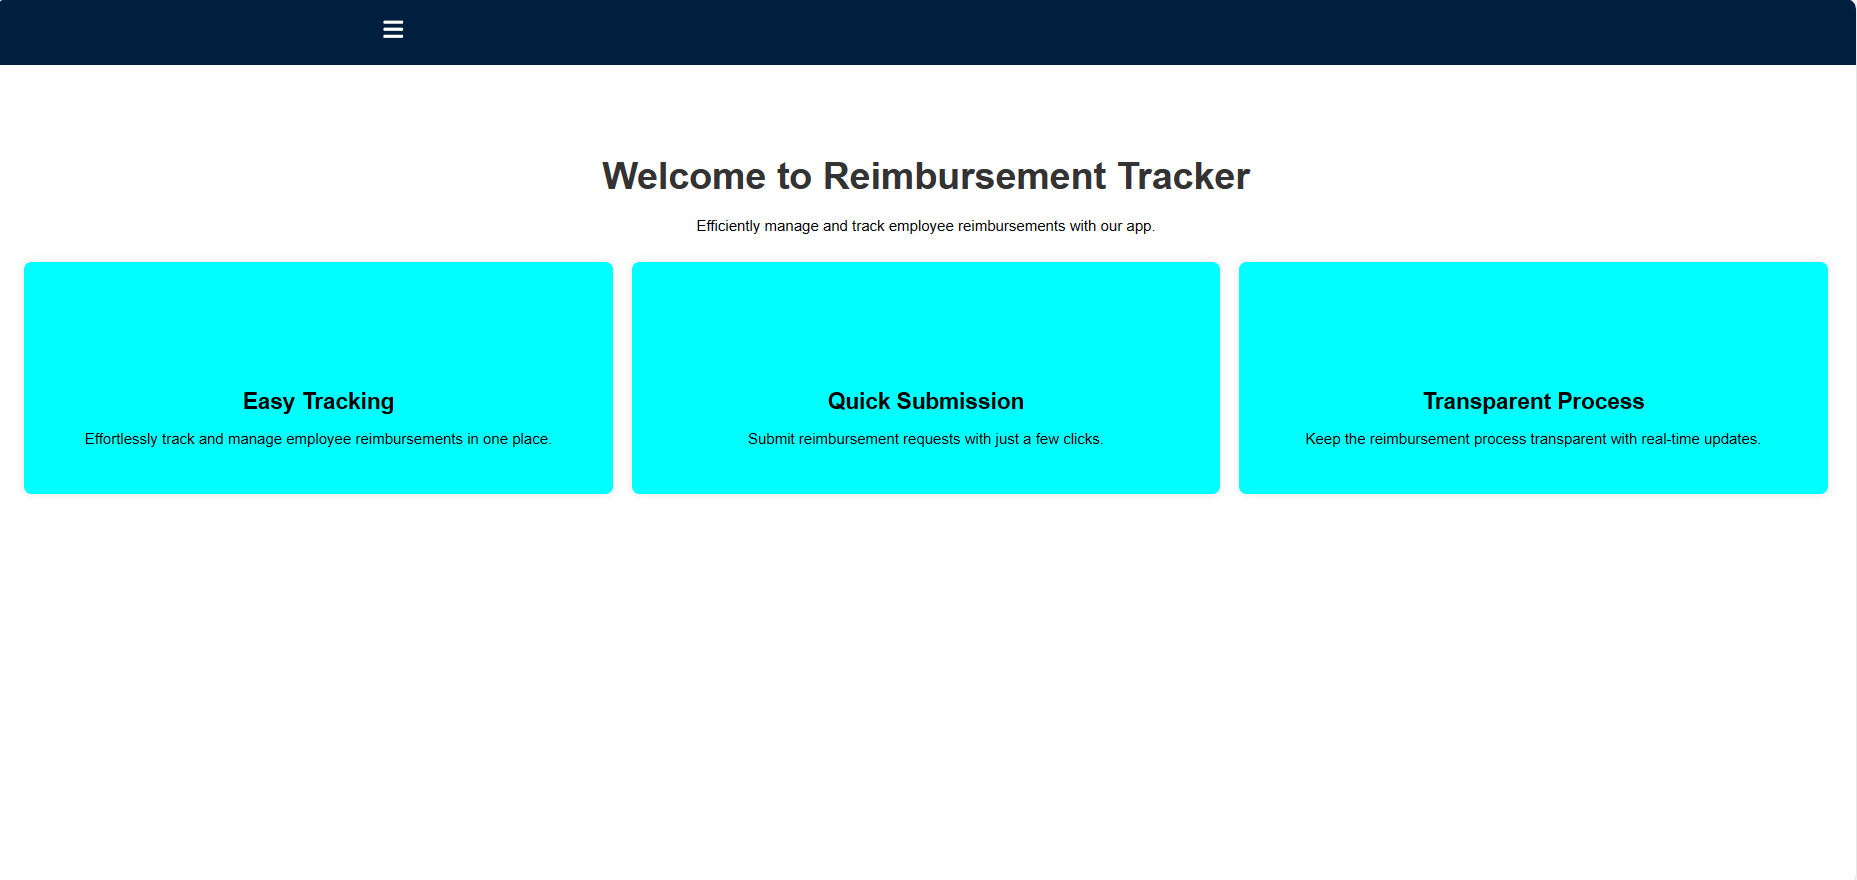 Welcome to Reimbursement Tracker
Efficiently manage and track employee reimbursements with our app.
Easy Tracking
Effortlessly track and manage employee reimbursements in one place.
Quick Submission
Submit reimbursement requests with just a few clicks.
Transparent Process
Keep the reimbursement process transparent with real-time updates.